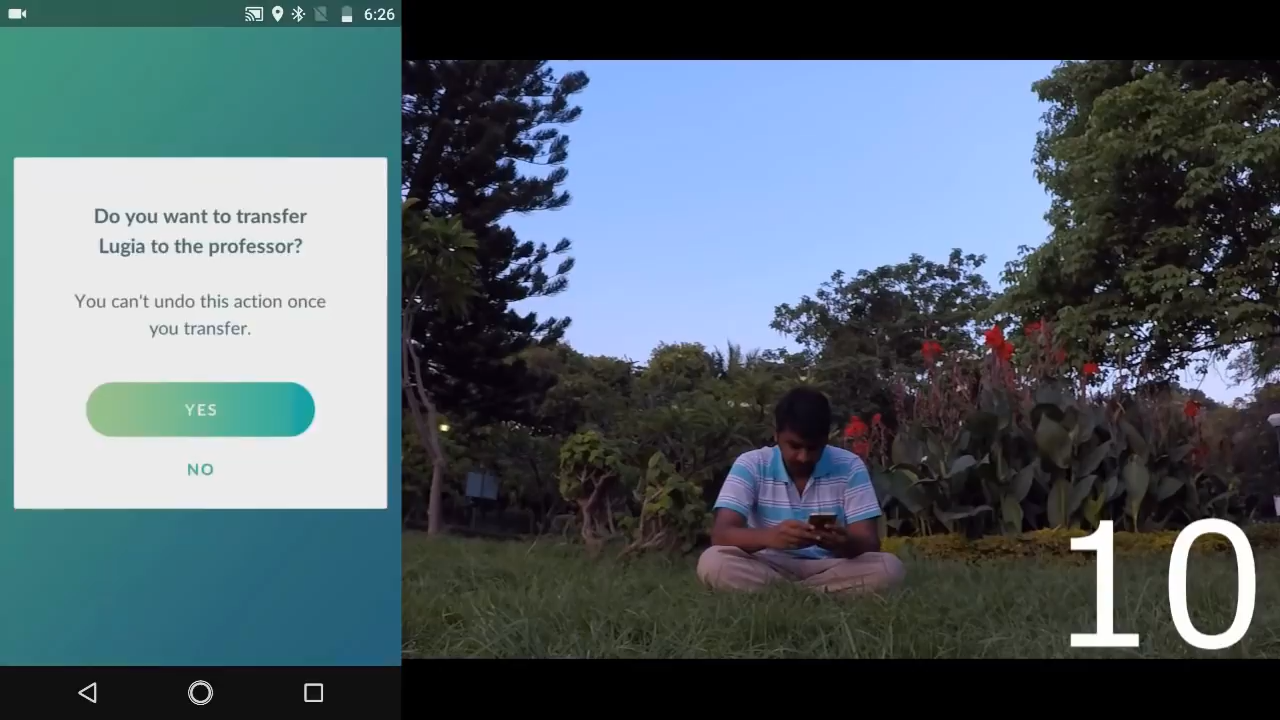 6:26
Do you want to transfer
Lugia to the professor?
You can't undo this action once
you transfer.
YES
NO
10